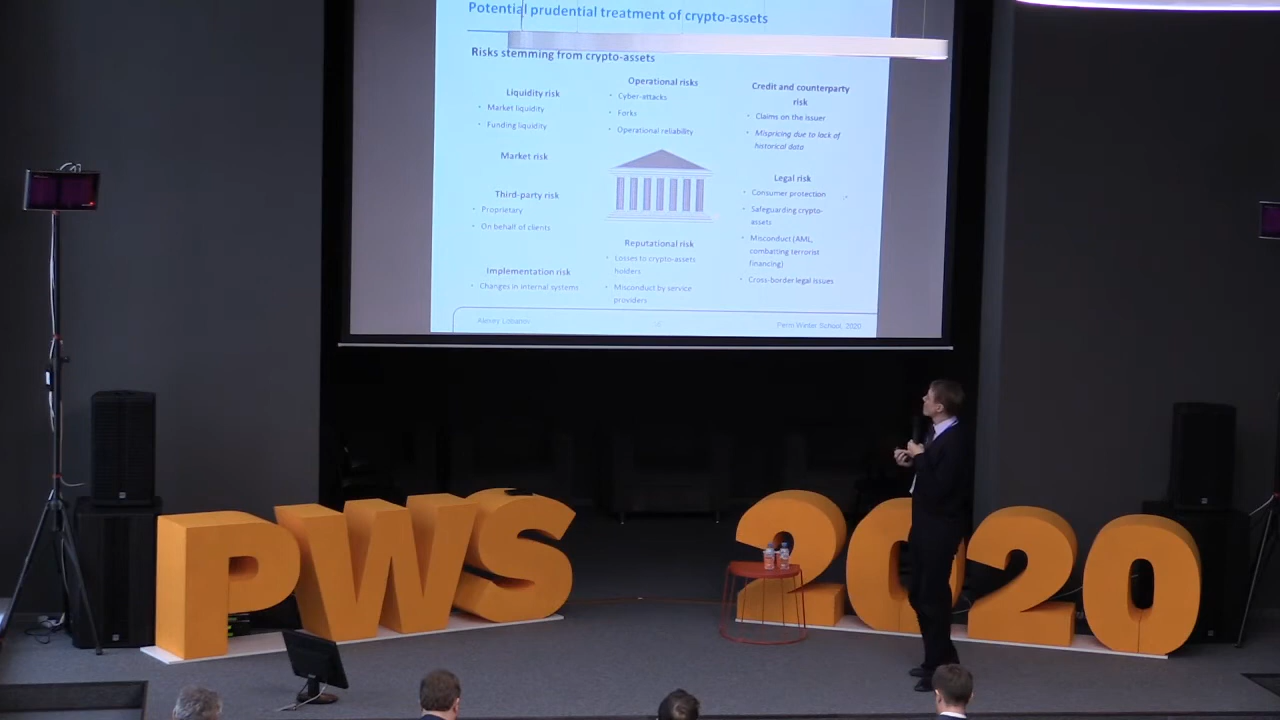 Potential prudential treatment of crypto-assets
Risks stemming from crypto-assets
Liquidity risk
• Market liquidity
• Funding liquidity
Market risk
Third-party risk
• Proprietary
• On behalf of clients
Implementation risk
• Changes in internal systems
Operational risks
• Cyber-attacks
• Forks
• Operational reliability
Reputational risk
• Losses to crypto-assets
holders
• Misconduct by service
providers
Credit and counterparty
risk
• Claims on the issuer
• Mispricing due to lack of
historical data
Legal risk
• Consumer protection
• Safeguarding crypto-
assets
• Misconduct (AML,
combatting terrorist
financing)
• Cross-border legal issues
Alexey Lobanov
Perm Winter School, 2020
PWS 2020